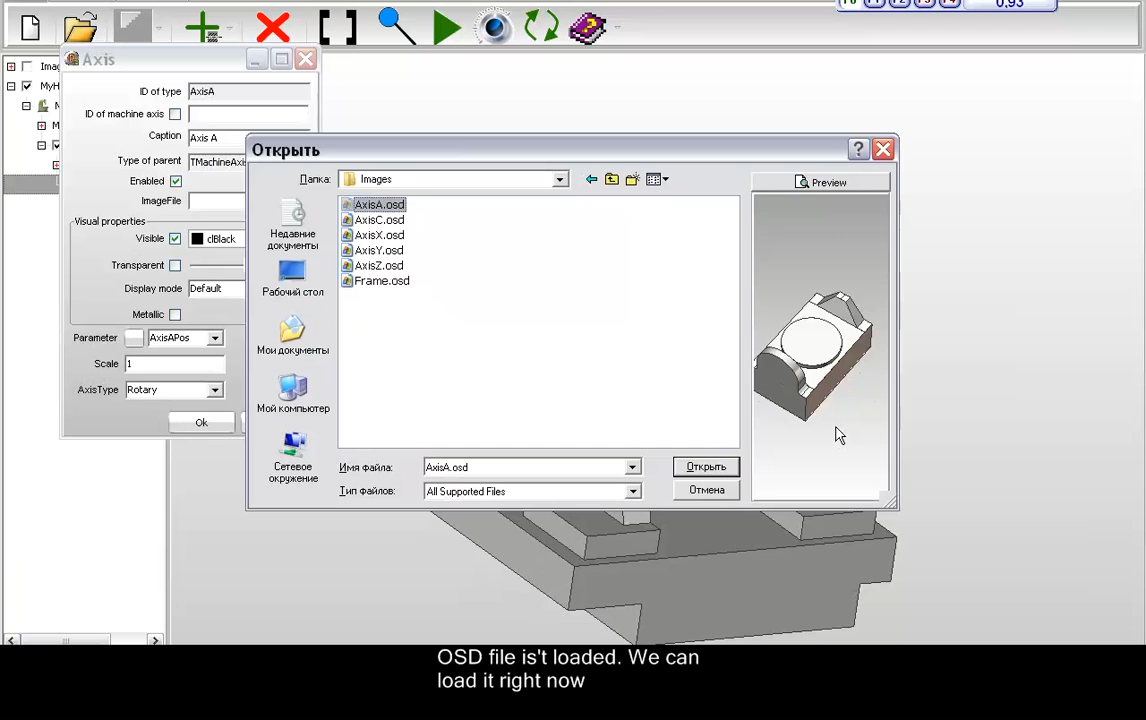 0,93
Imag
Axis
MyH
M
M
ID of type AxisA
ID of machine axis
Caption Axis A
Type of parent TMachineAxis
Enabled
ImageFile
Visual properties
Visible clBlack
Transparent
Display mode Default
Metallic
Parameter AxisAPos
Scale 1
AxisType Rotary
Ok
Открыть
Папка: Images
Preview
Недавние документы
Рабочий стол
Мои документы
Мой компьютер
Сетевое окружение
AxisA.osd
AxisC.osd
AxisX.osd
AxisY.osd
AxisZ.osd
Frame.osd
Имя файла: AxisA.osd
Открыть
Тип файлов: All Supported Files
Отмена
OSD file is't loaded. We can
load it right now